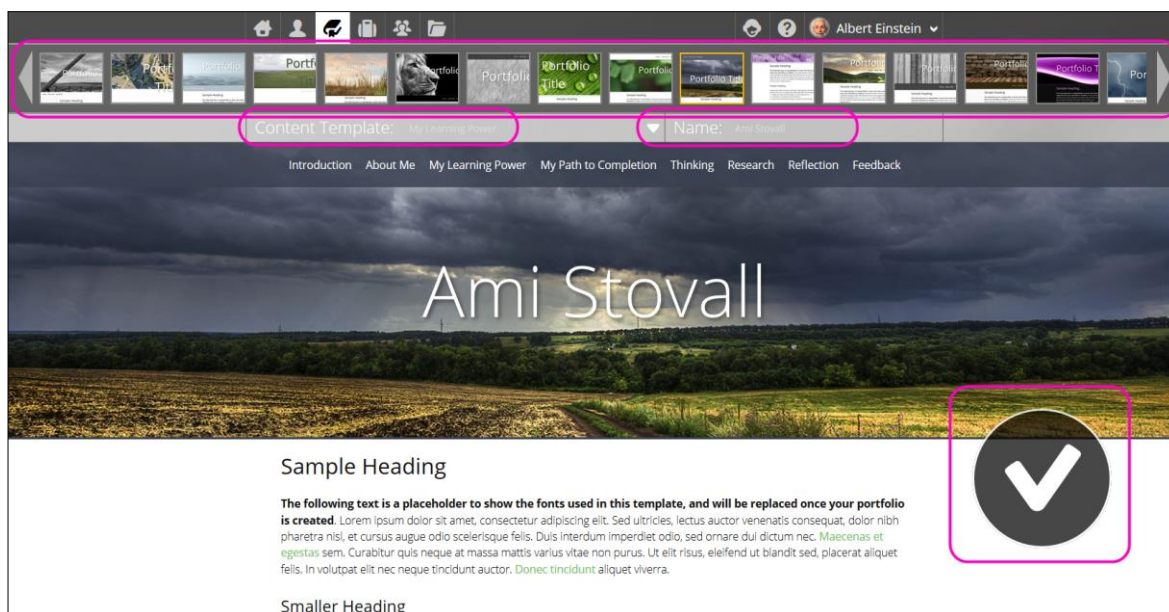 Albert Einstein
Portfolio
Portfolio
Title
Portfolio
Portfolio
Portfolio
Title
Portfolio
Portfolio Title
Portfolio T
Por
Content Template: My Learning Power
Name: Ami Stovall
Introduction About Me My Learning Power My Path to Completion Thinking Research Reflection Feedback
Ami Stovall
Sample Heading
The following text is a placeholder to show the fonts used in this template, and will be replaced once your portfolio
is created. Lorem ipsum dolor sit amet, consectetur adipiscing elit. Sed ultricies, lectus auctor venenatis consequat, dolor nibh
pharetra nisl, et cursus augue odio scelerisque felis. Duis interdum imperdiet odio, sed ornare dui dictum nec. Maecenas et
egestas sem. Curabitur quis neque at massa mattis varius vitae non purus. Ut elit risus, eleifend ut blandit sed, placerat aliquet
felis. In volutpat elit nec neque tincidunt auctor. Donec tincidunt aliquet viverra.
Smaller Heading